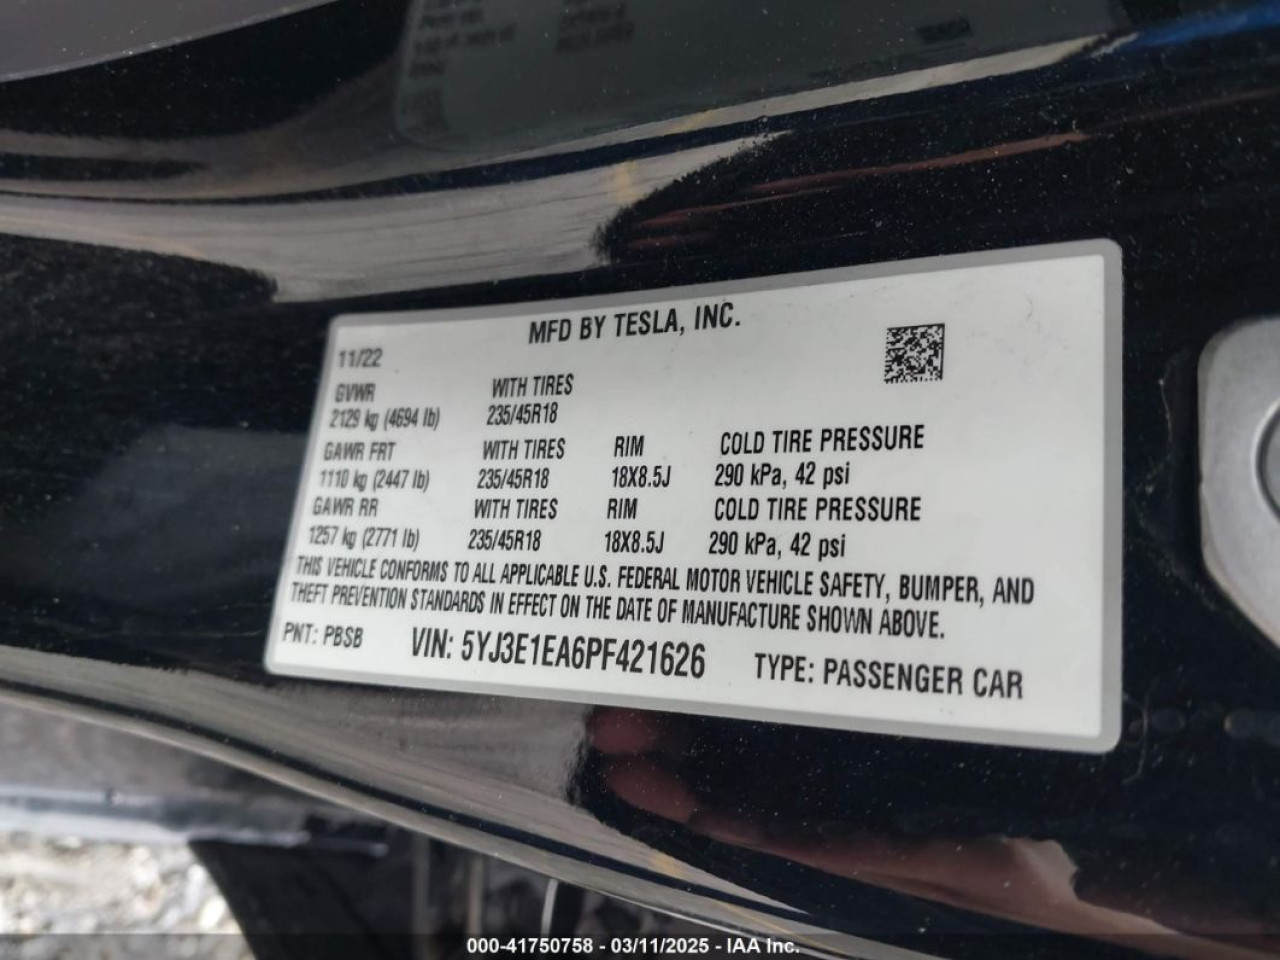 MFD BY TESLA, INC.
11/22
GVWR WITH TIRES
2129 kg (4694 lb) 235/45R18
GAWR FRT WITH TIRES RIM COLD TIRE PRESSURE
1110 kg (2447 lb) 235/45R18 18X8.5J 290 kPa, 42 psi
GAWR RR WITH TIRES RIM COLD TIRE PRESSURE
1257 kg (2771 lb) 235/45R18 18X8.5J 290 kPa, 42 psi
THIS VEHICLE CONFORMS TO ALL APPLICABLE U.S. FEDERAL MOTOR VEHICLE SAFETY, BUMPER, AND
THEFT PREVENTION STANDARDS IN EFFECT ON THE DATE OF MANUFACTURE SHOWN ABOVE.
PNT: PBSB VIN: 5YJ3E1EA6PF421626 TYPE: PASSENGER CAR
000-41750758 - 03/11/2025 - IAA Inc.